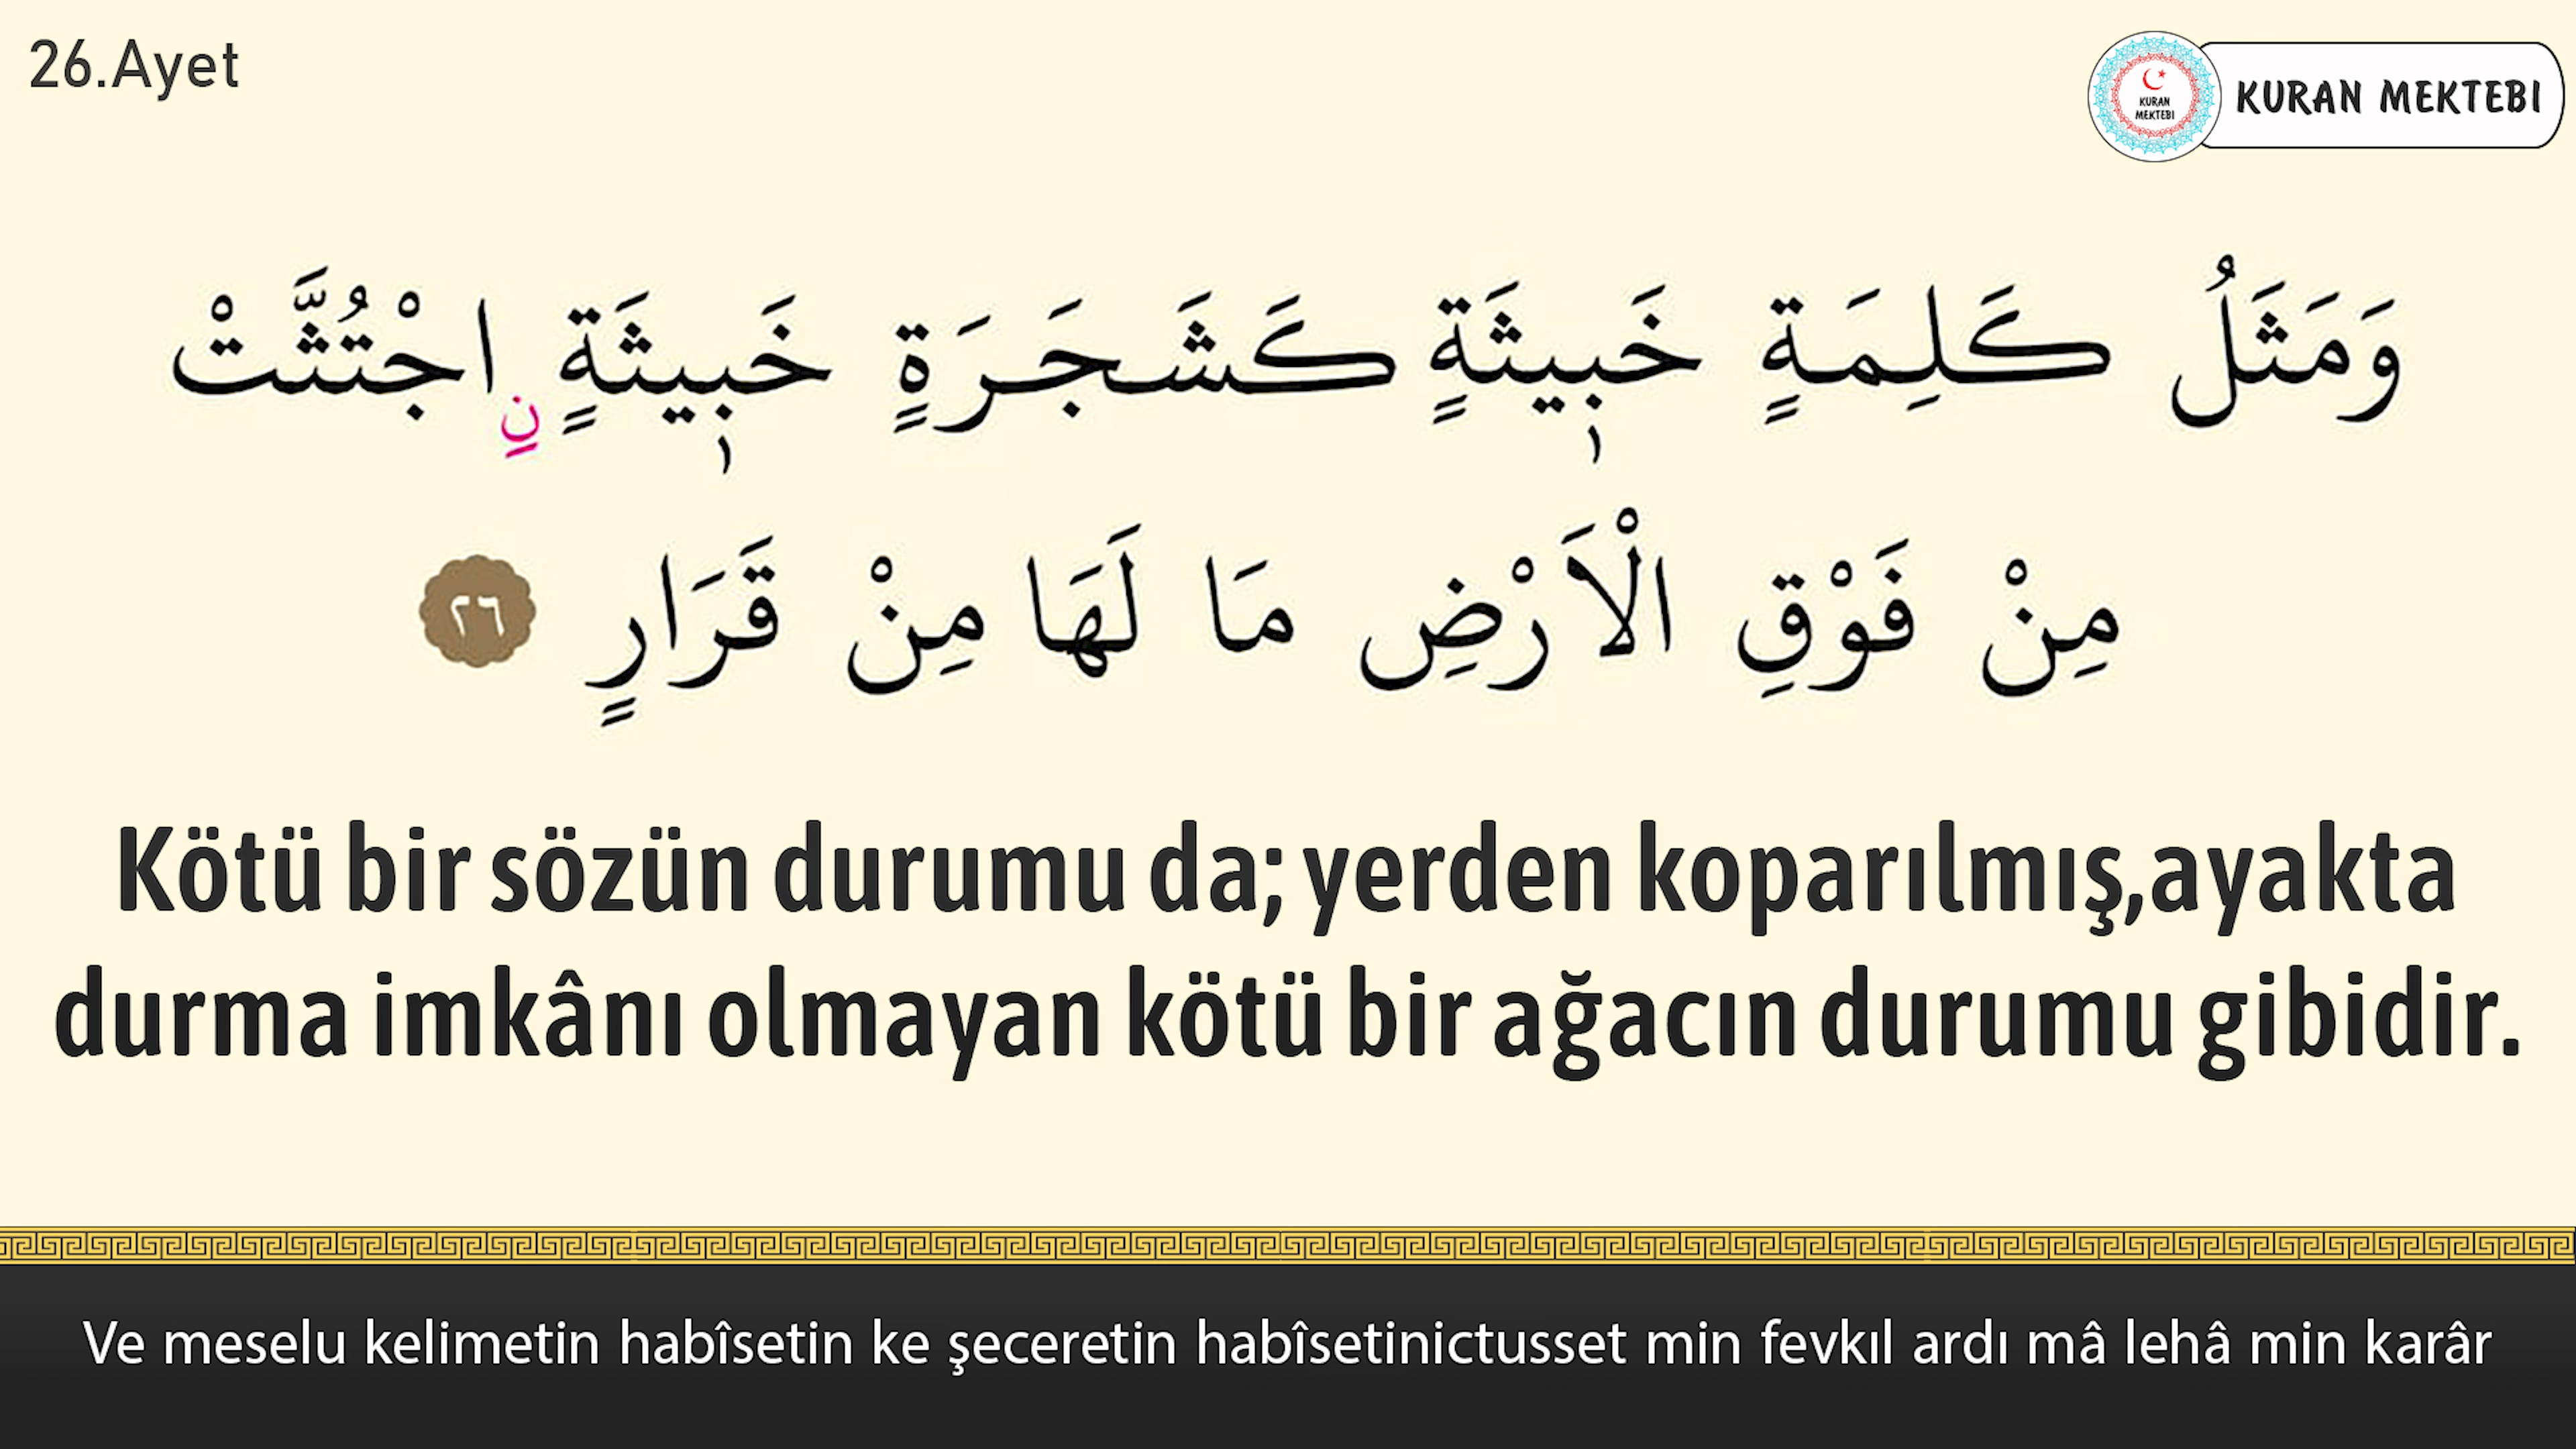 26.Ayet
KURAN
MEKTEBI
KURAN MEKTEBI
وَمَثَلُ كَلِمَةٍ خَبٖيثَةٍ كَشَجَرَةٍ خَبٖيثَةٍ نِ اجْتُثَّتْ
مِنْ فَوْقِ الْاَرْضِ مَا لَهَا مِنْ قَرَارٍ ٢٦
Kötü bir sözün durumu da; yerden koparılmış,ayakta
durma imkânı olmayan kötü bir ağacın durumu gibidir.
Ve meselu kelimetin habîsetin ke şeceretin habîsetinictusset min fevkıl ardı mâ lehâ min karâr